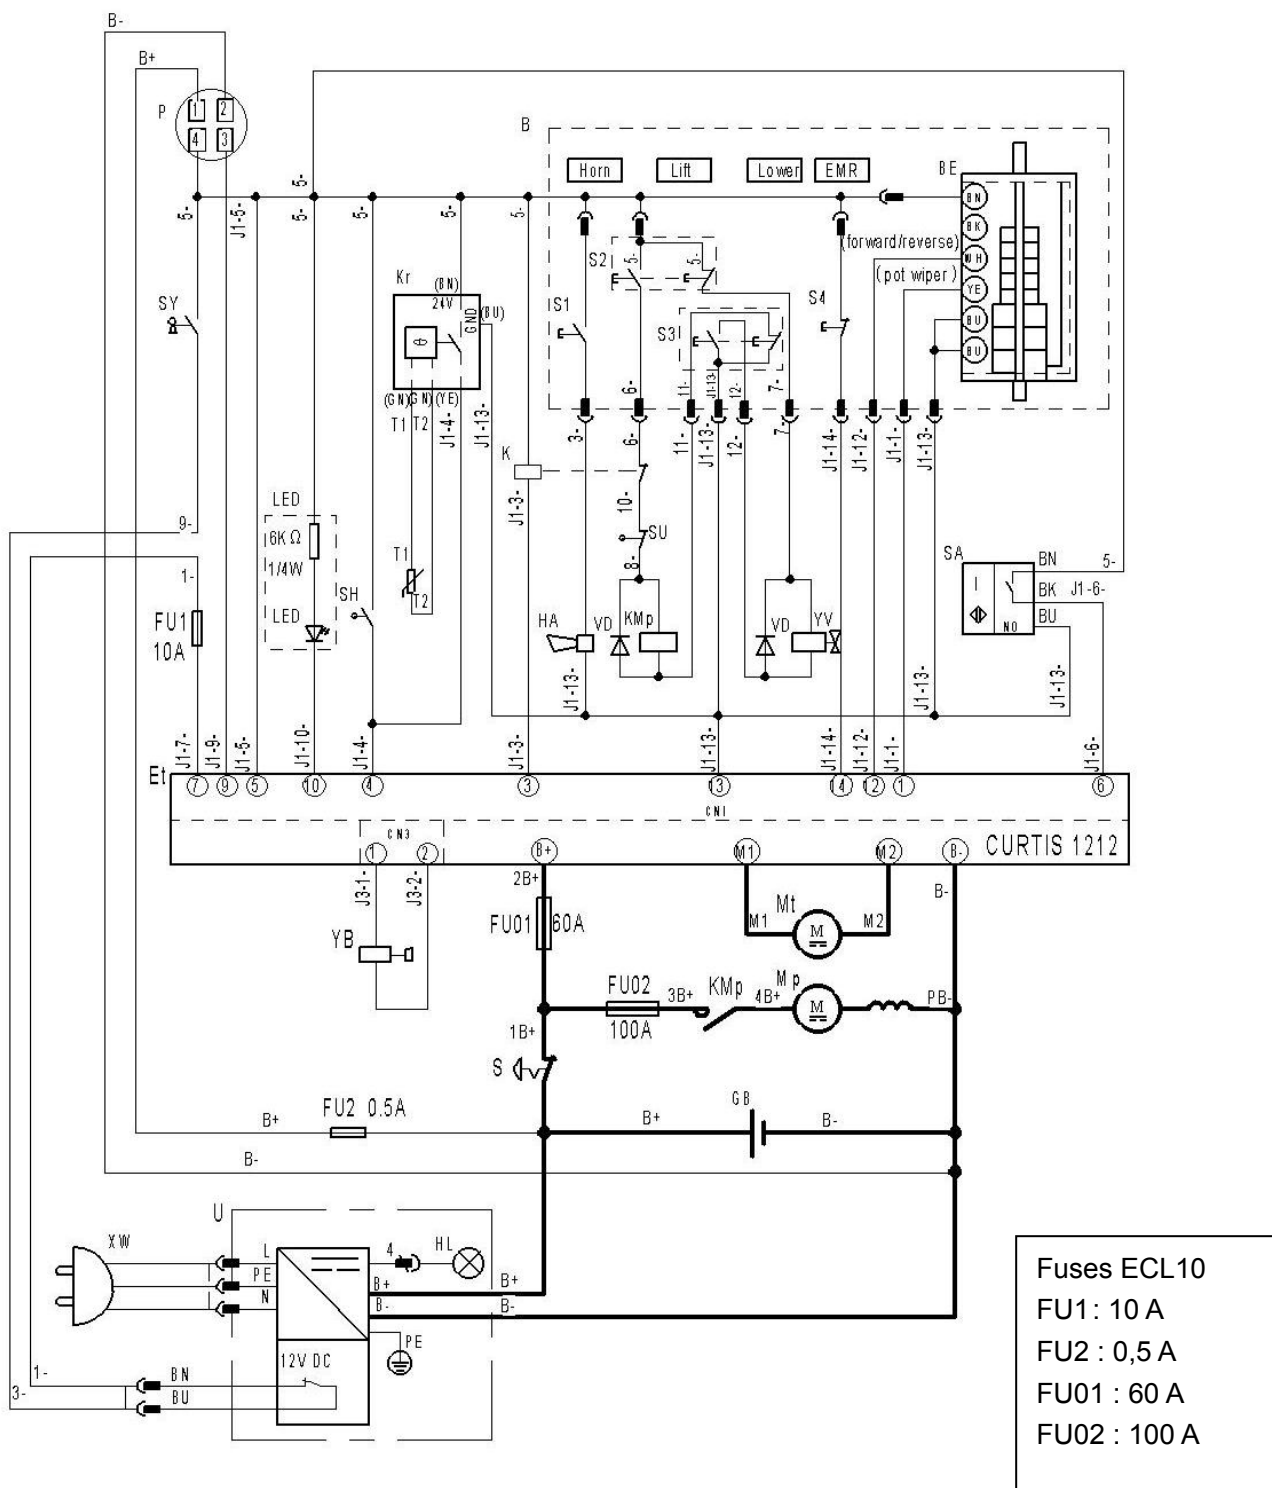 B-
B+
P
1
2
4
3
B
Horn
Lift
Lower
EMR
BE
BN
BK
WH
YE
BU
BU
(forward/reverse)
(pot wiper)
5-
5-
J1-5-
5-
5-
5-
5-
5-
5-
5-
SY
Kr
(BN)
24V
GND
(BU)
θ
(GN)
(GN)
(YE)
T1
T2
J1-4-
J1-13-
S2
IS1
S3
S4
11-
J1-13-
12-
7-
6-
3-
6-
11-
J1-13-
12-
7-
J1-14-
J1-12-
J1-1-
J1-13-
K
J1-3-
10-
SU
8-
9-
1-
FU1
10A
LED
6K Ω
1/4W
LED
SH
T1
T2
HA
VD
KMp
VD
YV
SA
I
NO
BN
5-
BK
J1-6-
BU
J1-13-
J1-13-
J1-7-
J1-9-
J1-5-
J1-10-
J1-4-
J1-3-
J1-13-
J1-14-
J1-12-
J1-1-
J1-13-
J1-6-
Et
7
9
5
10
4
3
13
14
12
1
6
CN1
CN3
1
2
B+
M1
M2
B-
CURTIS 1212
J3-1-
J3-2-
YB
2B+
FU01
60A
M1
Mt
M
M2
B-
FU02
100A
3B+
KMp
4B+
Mp
M
PB-
1B+
S
FU2 0.5A
B+
B+
GB
B-
B-
U
XW
L
PE
N
4
HL
B+
B-
B+
B-
PE
12V DC
1-
3-
BN
BU
Fuses ECL10
FU1: 10 A
FU2 : 0,5 A
FU01 : 60 A
FU02 : 100 A